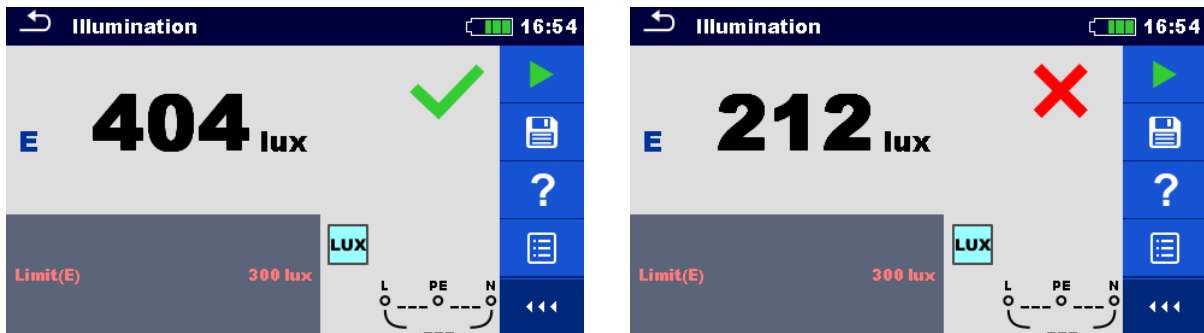 Illumination 16:54
E 404 lux
?
LUX
Limit(E) 300 lux
L PE N
Illumination 16:54
E 212 lux
?
LUX
Limit(E) 300 lux
L PE N